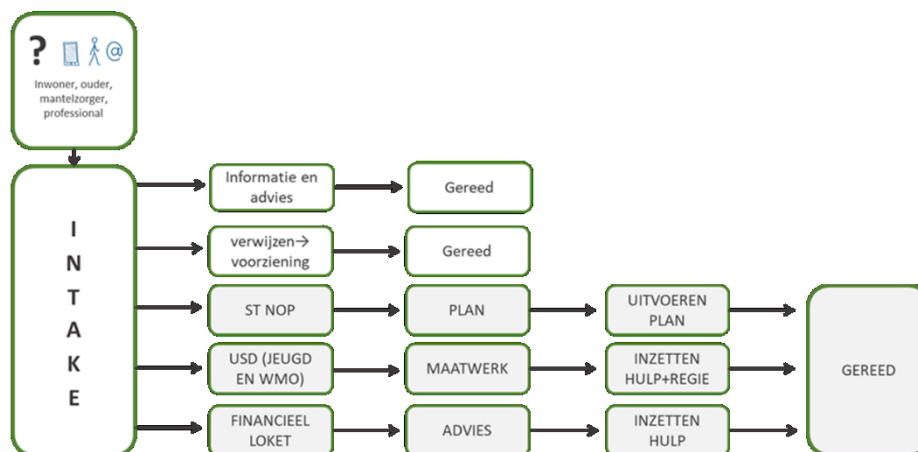 ?
@
Inwoner, ouder,
mantelzorger,
professional
I
N
T
A
K
E
Informatie en
advies
Gereed
verwijzen→
voorziening
Gereed
ST NOP
PLAN
UITVOEREN
PLAN
USD (JEUGD
EN WMO)
MAATWERK
INZETTEN
HULP+REGIE
FINANCIEEL
LOKET
ADVIES
INZETTEN
HULP
GEREED